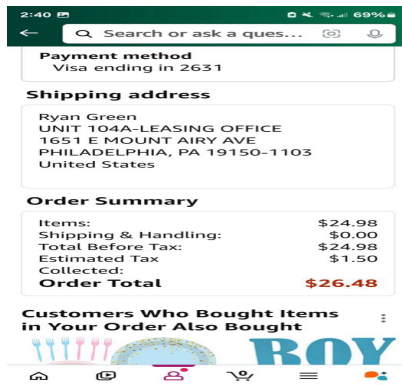 2:40
69%
Search or ask a ques...
Payment method
Visa ending in 2631
Shipping address
Ryan Green
UNIT 104A-LEASING OFFICE
1651 E MOUNT AIRY AVE
PHILADELPHIA, PA 19150-1103
United States
Order Summary
Items: $24.98
Shipping & Handling: $0.00
Total Before Tax: $24.98
Estimated Tax $1.50
Collected:
Order Total $26.48
Customers Who Bought Items
in Your Order Also Bought
BOY
0